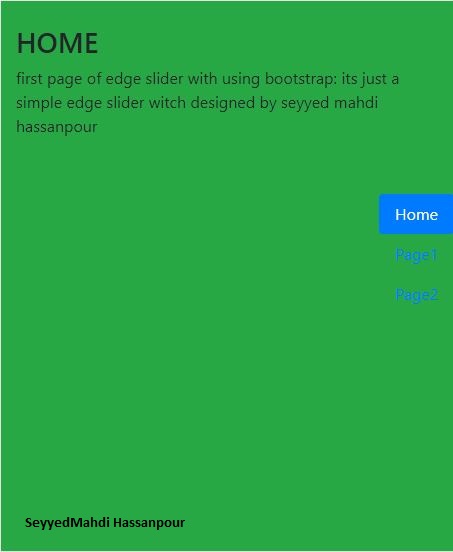 HOME
first page of edge slider with using bootstrap: its just a
simple edge slider witch designed by seyyed mahdi
hassanpour
Home
Page1
Page2
SeyyedMahdi Hassanpour